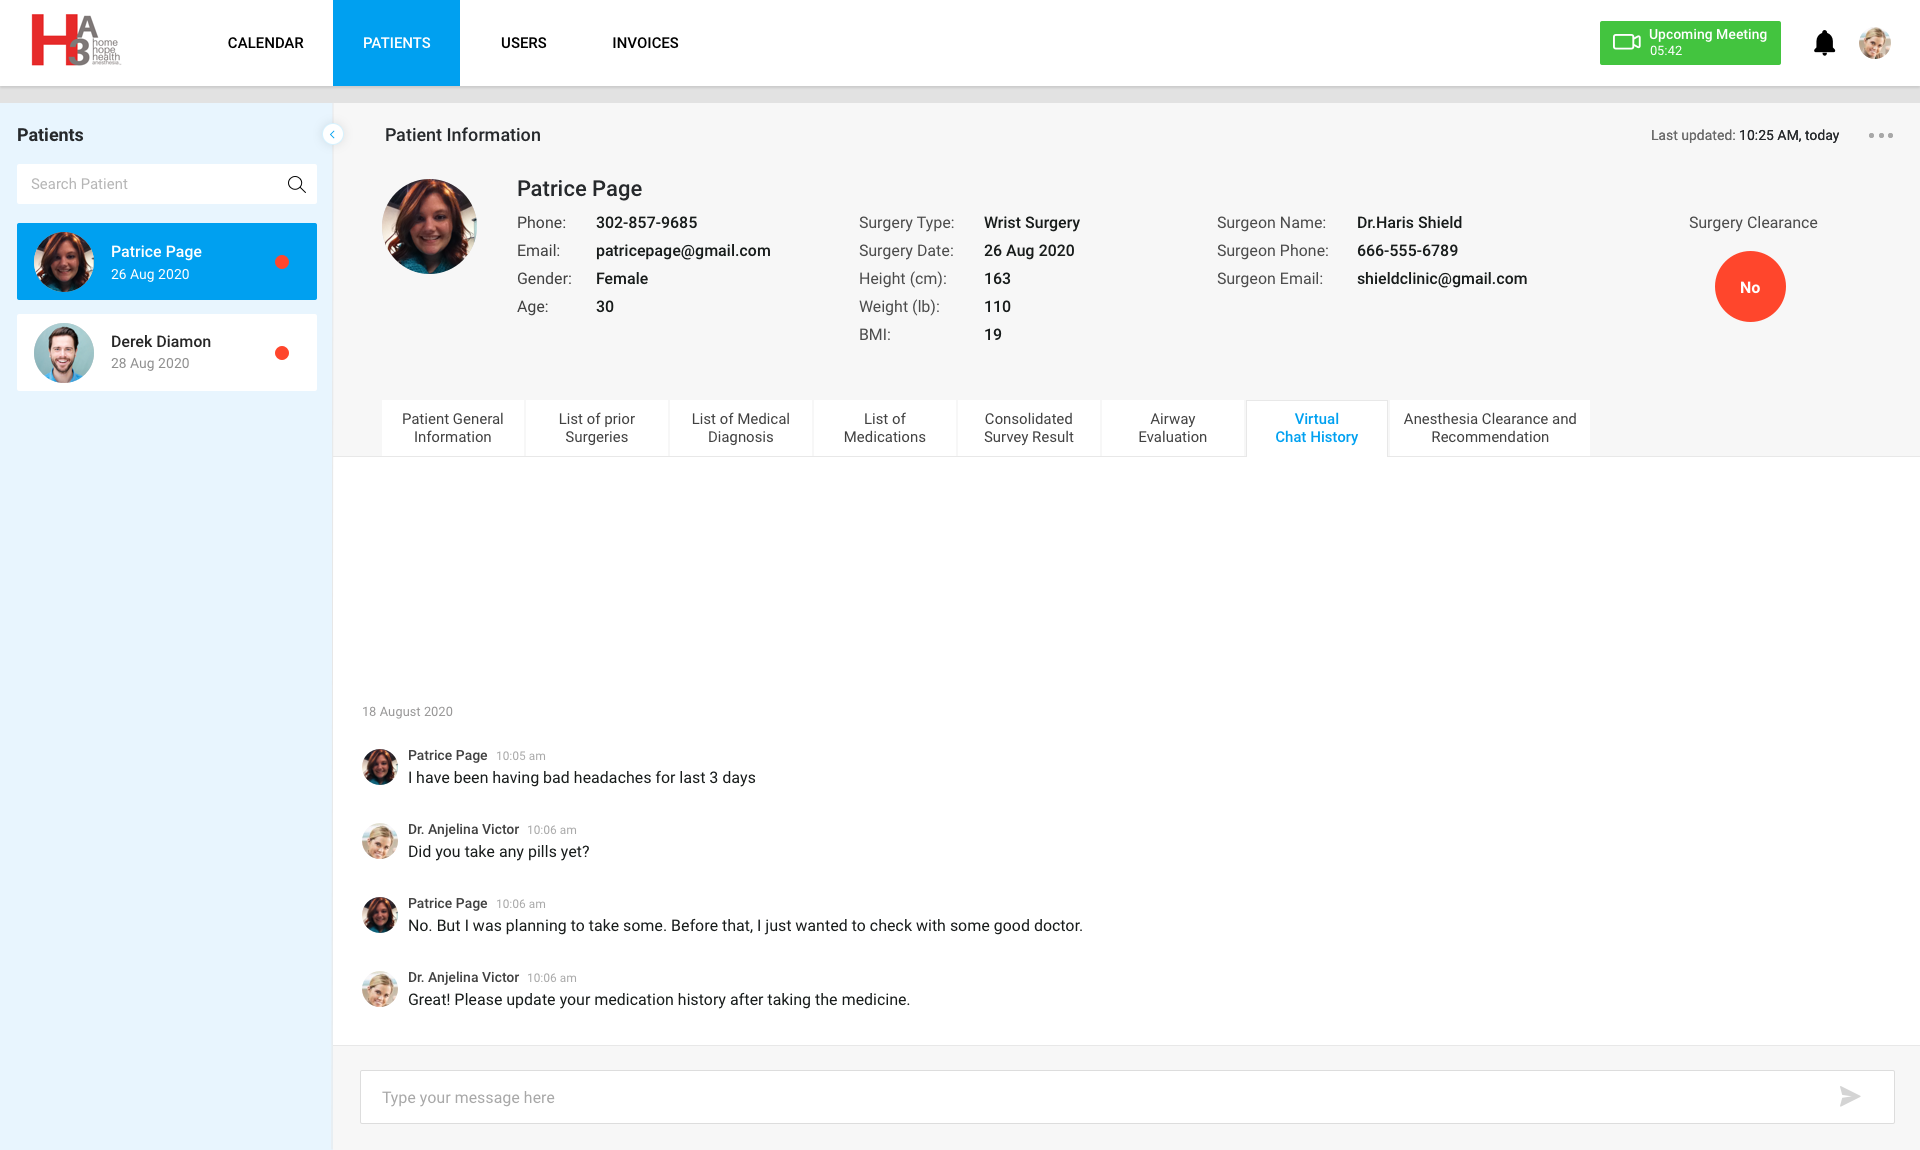 HA3
home
hope
health
anesthesia
CALENDAR
PATIENTS
USERS
INVOICES
Upcoming Meeting
05:42
Patients
Search Patient
Patrice Page
26 Aug 2020
Derek Diamon
28 Aug 2020
Patient Information
Last updated: 10:25 AM, today
Patrice Page
Phone: 302-857-9685
Email: patricepage@gmail.com
Gender: Female
Age: 30
Surgery Type: Wrist Surgery
Surgery Date: 26 Aug 2020
Height (cm): 163
Weight (lb): 110
BMI: 19
Surgeon Name: Dr.Haris Shield
Surgeon Phone: 666-555-6789
Surgeon Email: shieldclinic@gmail.com
Surgery Clearance
No
Patient General
Information
List of prior
Surgeries
List of Medical
Diagnosis
List of
Medications
Consolidated
Survey Result
Airway
Evaluation
Virtual
Chat History
Anesthesia Clearance and
Recommendation
18 August 2020
Patrice Page 10:05 am
I have been having bad headaches for last 3 days
Dr. Anjelina Victor 10:06 am
Did you take any pills yet?
Patrice Page 10:06 am
No. But I was planning to take some. Before that, I just wanted to check with some good doctor.
Dr. Anjelina Victor 10:06 am
Great! Please update your medication history after taking the medicine.
Type your message here